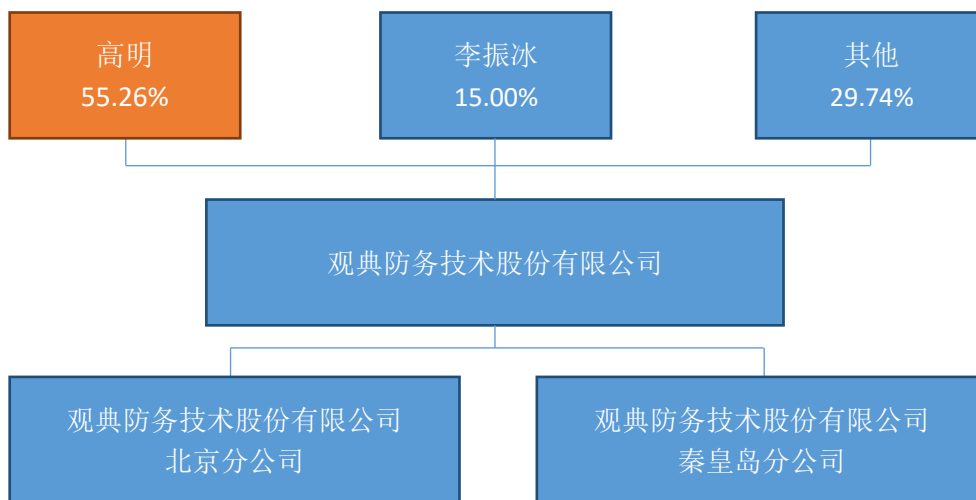 高明
55.26%
李振冰
15.00%
其他
29.74%
观典防务技术股份有限公司
观典防务技术股份有限公司
北京分公司
观典防务技术股份有限公司
秦皇岛分公司